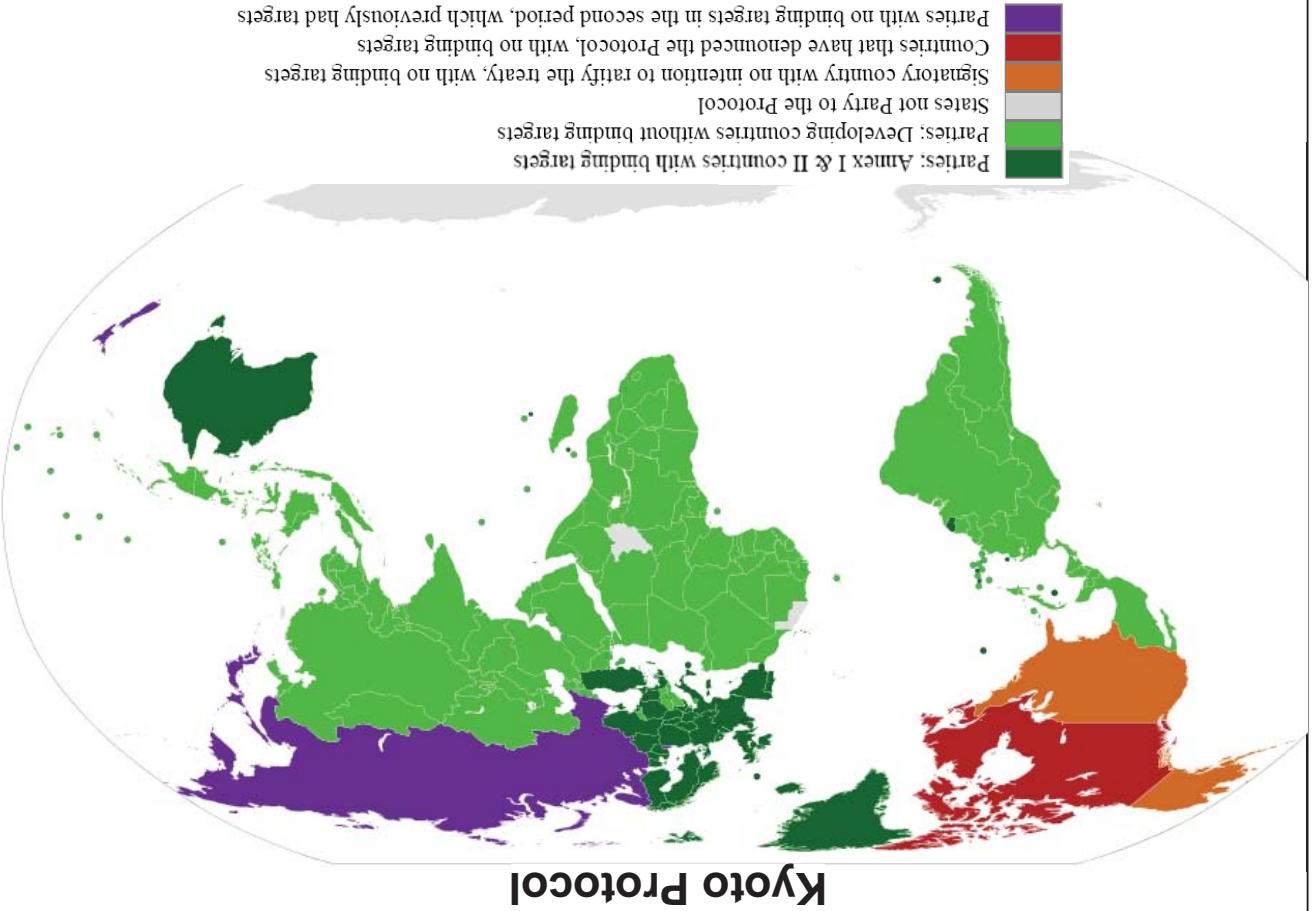 Kyoto Protocol
Parties; Annex I & II countries with binding targets
Parties; Developing countries without binding targets
States not Party to the Protocol
Signatory country with no intention to ratify the treaty, with no binding targets
Countries that have denounced the Protocol, with no binding targets
Parties with no binding targets in the second period, which previously had targets